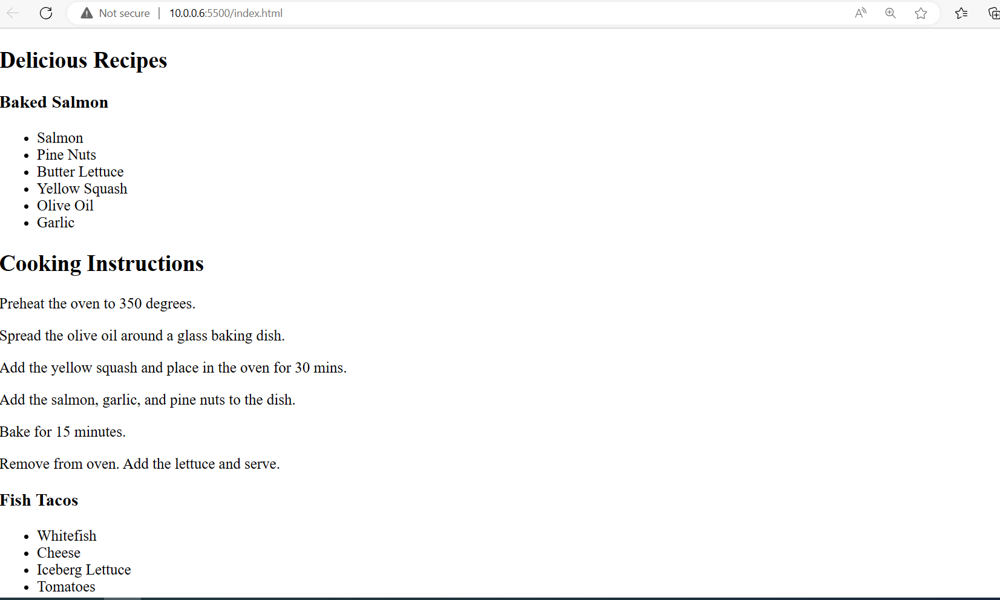 Not secure | 10.0.0.6:5500/index.html
Delicious Recipes
Baked Salmon
Salmon
Pine Nuts
Butter Lettuce
Yellow Squash
Olive Oil
Garlic
Cooking Instructions
Preheat the oven to 350 degrees.
Spread the olive oil around a glass baking dish.
Add the yellow squash and place in the oven for 30 mins.
Add the salmon, garlic, and pine nuts to the dish.
Bake for 15 minutes.
Remove from oven. Add the lettuce and serve.
Fish Tacos
Whitefish
Cheese
Iceberg Lettuce
Tomatoes